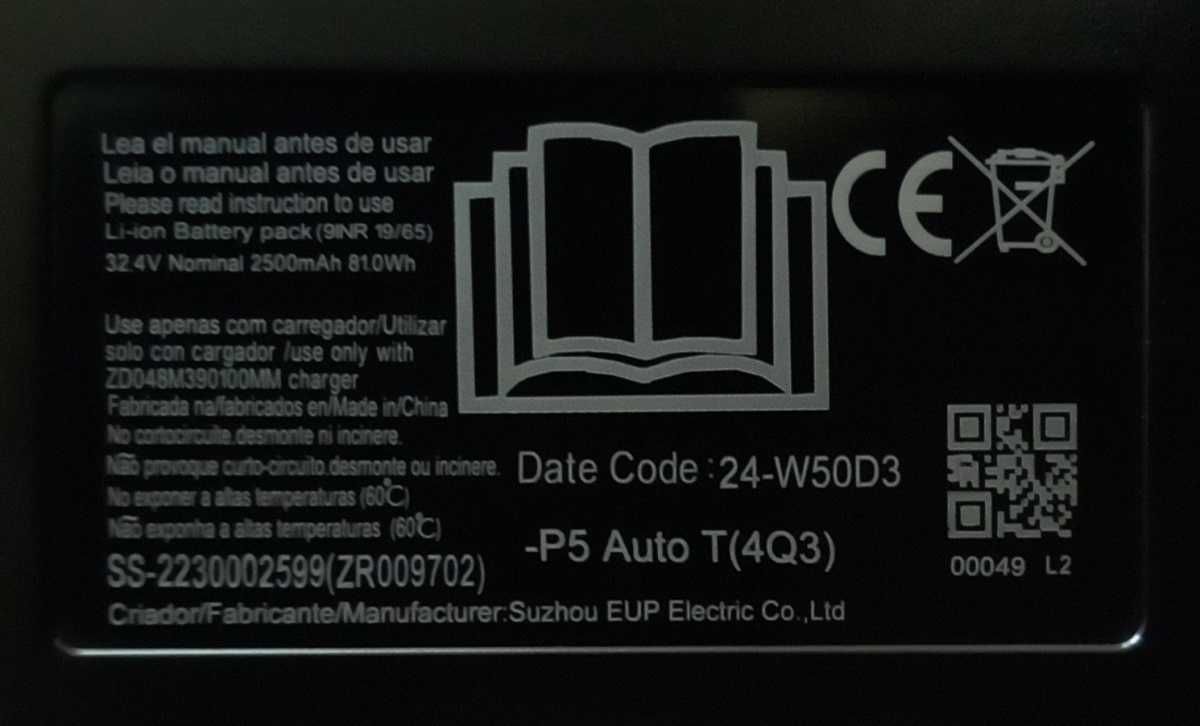 Lea el manual antes de usar
Leia o manual antes de usar
Please read instruction to use
Li-ion Battery pack (9INR 19/65)
32.4V Nominal 2500mAh 81.0Wh
Use apenas com carregador/Utilizar
solo con cargador /use only with
ZD048M390100MM charger
Fabricada na/fabricados en/Made in/China
No cortocircuite,desmonte ni incinere.
Não provoque curto-circuito,desmonte ou incinere.
No exponer a altas temperaturas (60℃)
Não exponha a altas temperaturas (60℃)
SS-2230002599(ZR009702)
Criador/Fabricante/Manufacturer:Suzhou EUP Electric Co.,Ltd
CE
Date Code :24-W50D3
-P5 Auto T(4Q3)
00049 L2